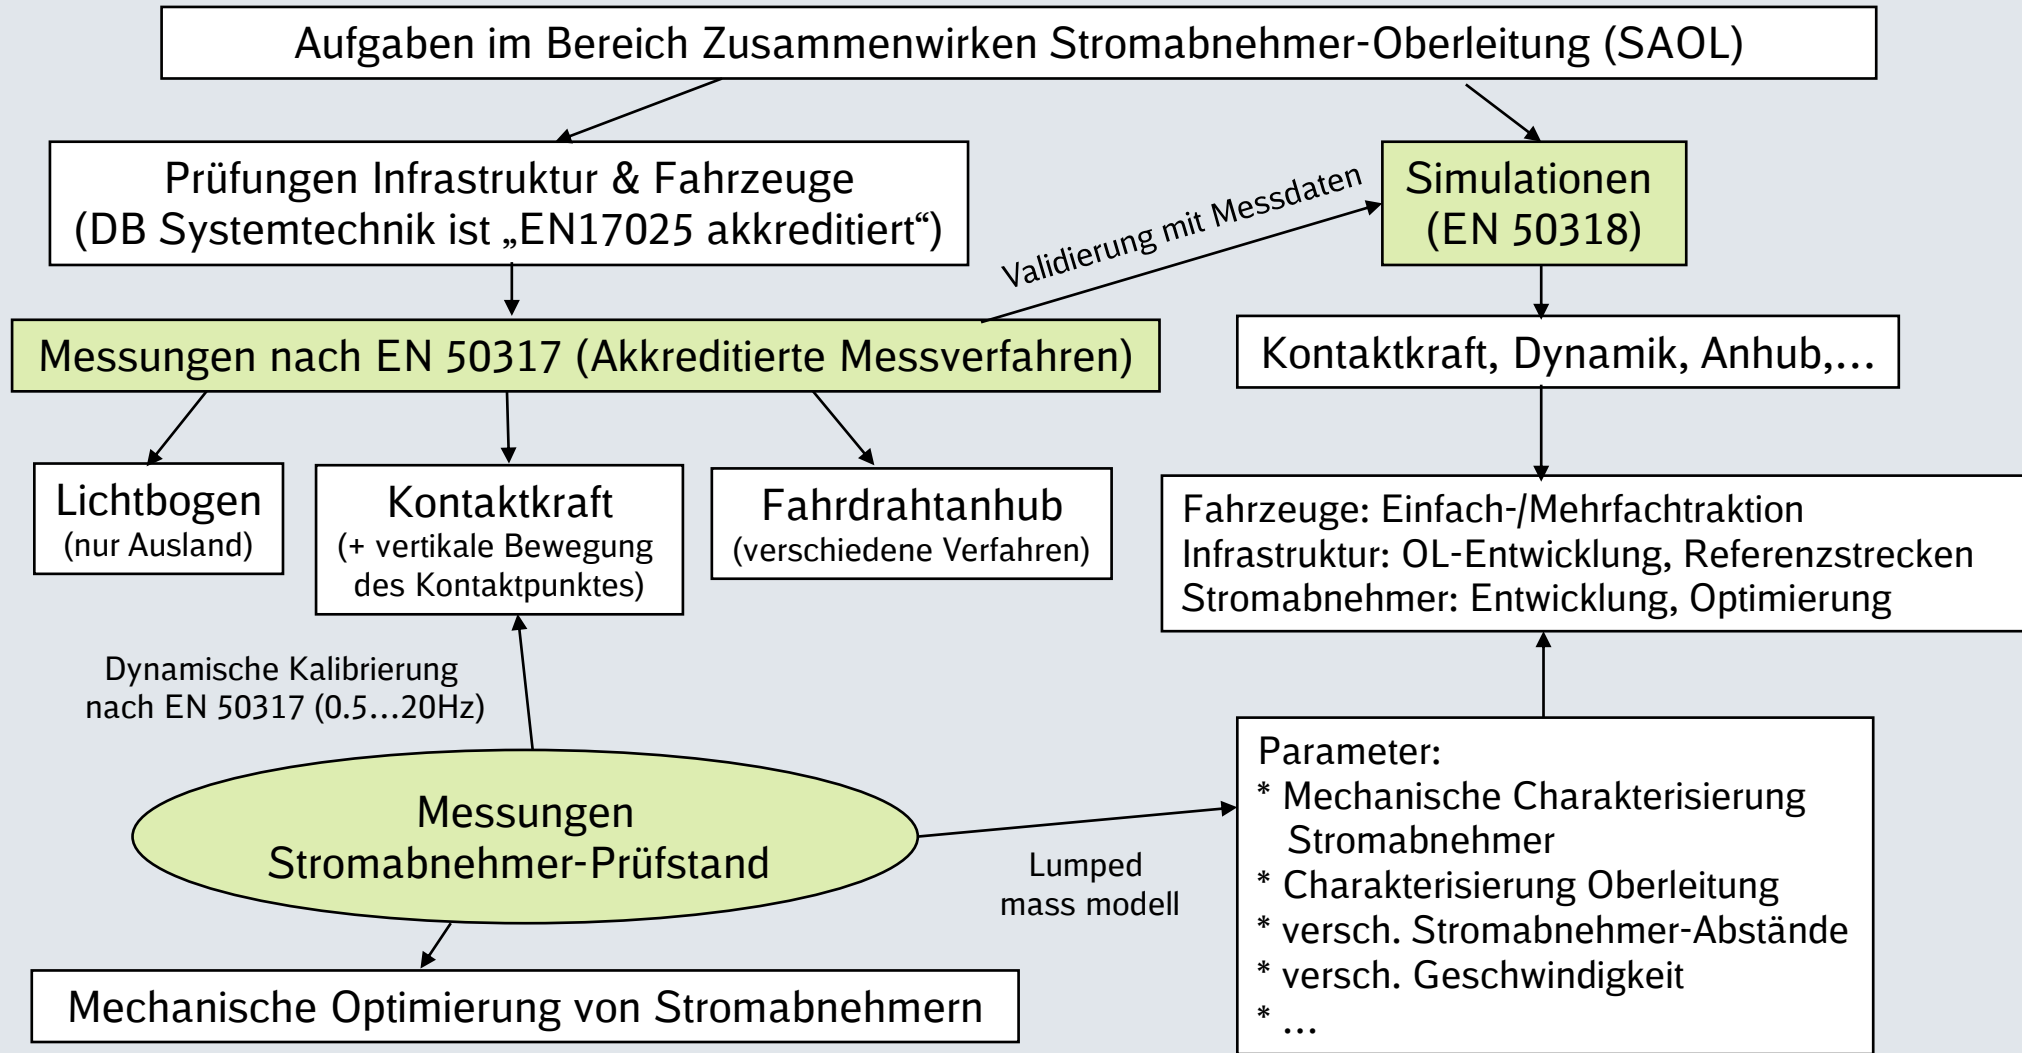 Aufgaben im Bereich Zusammenwirken Stromabnehmer-Oberleitung (SAOL)
Prüfungen Infrastruktur & Fahrzeuge
(DB Systemtechnik ist „EN17025 akkreditiert“)
Validierung mit Messdaten
Simulationen
(EN 50318)
Messungen nach EN 50317 (Akkreditierte Messverfahren)
Kontaktkraft, Dynamik, Anhub,...
Lichtbogen
(nur Ausland)
Kontaktkraft
(+ vertikale Bewegung
des Kontaktpunktes)
Fahrdrahtanhub
(verschiedene Verfahren)
Fahrzeuge: Einfach-/Mehrfachtraktion
Infrastruktur: OL-Entwicklung, Referenzstrecken
Stromabnehmer: Entwicklung, Optimierung
Dynamische Kalibrierung
nach EN 50317 (0.5...20Hz)
Messungen
Stromabnehmer-Prüfstand
Lumped
mass modell
Parameter:
* Mechanische Charakterisierung
Stromabnehmer
* Charakterisierung Oberleitung
* versch. Stromabnehmer-Abstände
* versch. Geschwindigkeit
* ...
Mechanische Optimierung von Stromabnehmern